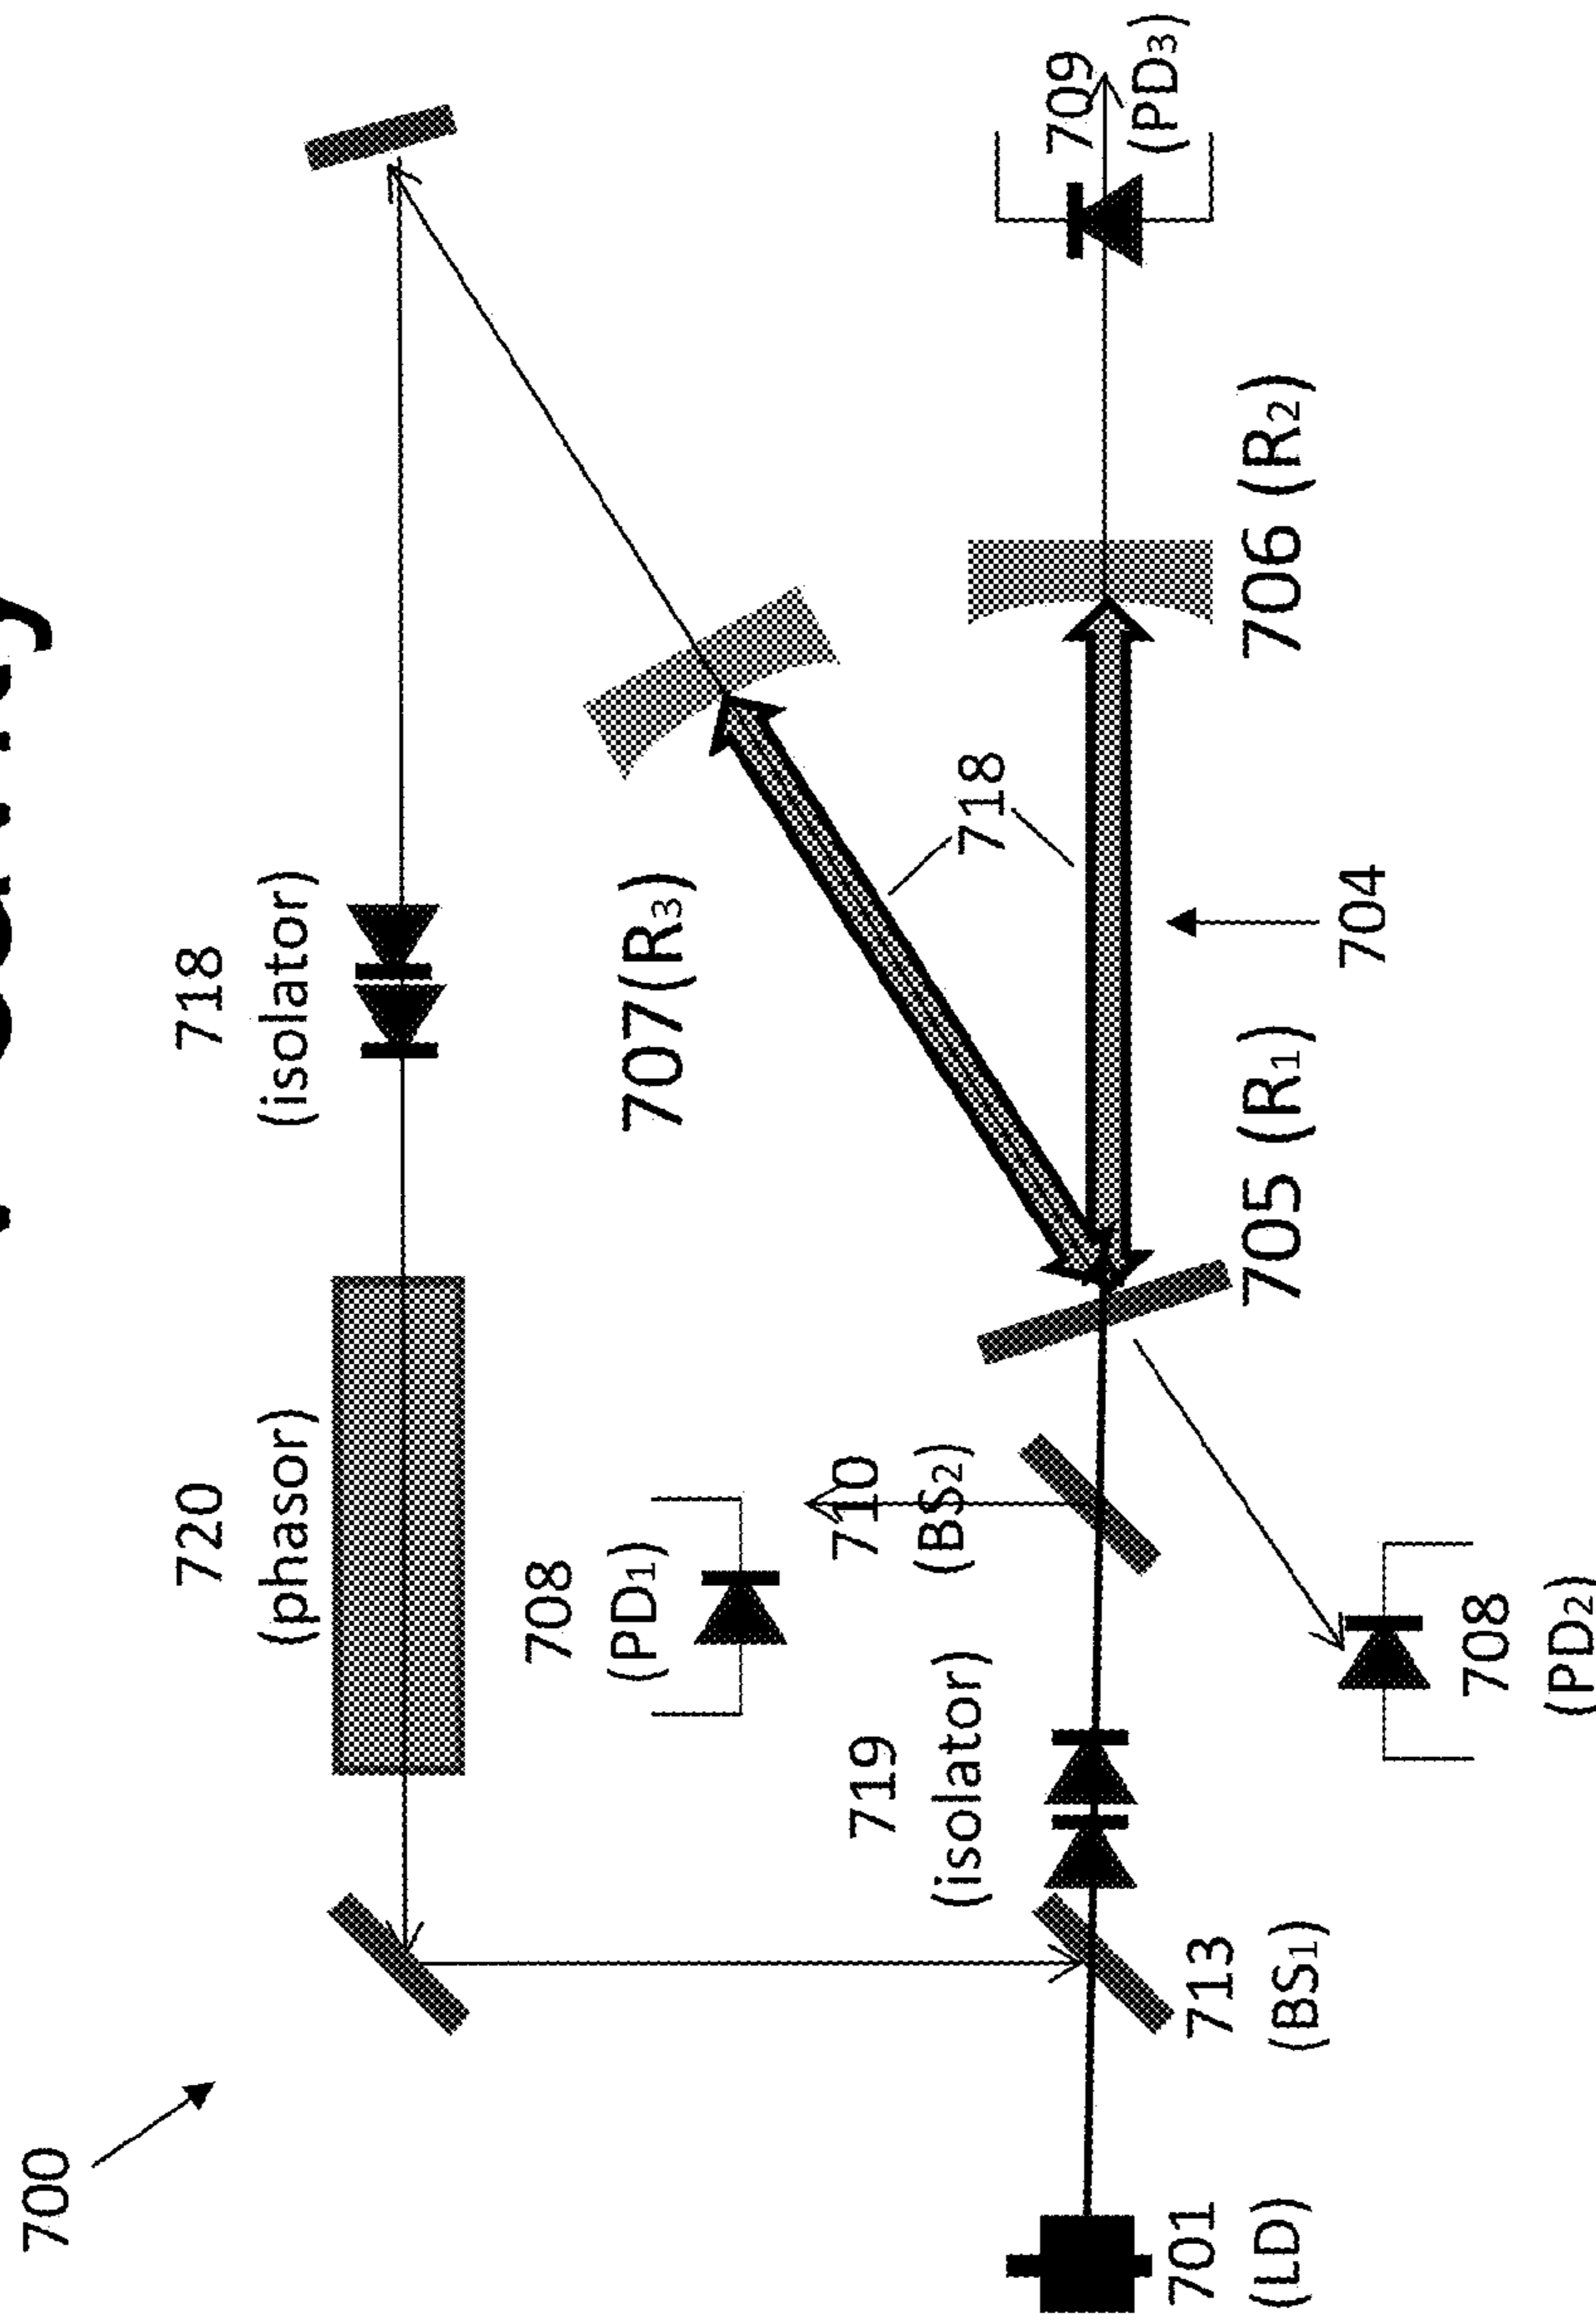 700
720
(phasor)
718
(isolator)
708
(PD1)
707(R3)
719
(isolator)
710
(BS2)
718
709
(PD3)
701
(LD)
713
(BS1)
705 (R1)
706 (R2)
704
708
(PD2)